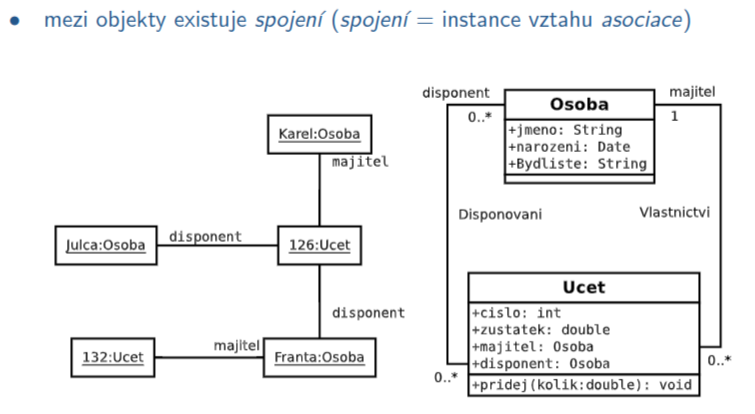 • mezi objekty existuje spojení (spojení = instance vztahu asociace)
Karel:Osoba
majitel
Julca:Osoba
disponent
126:Ucet
disponent
132:Ucet
majitel
Franta:Osoba
disponent
0..*
Osoba
+jmeno: String
+narozeni: Date
+Bydliste: String
majitel
1
Disponovani
Vlastnictvi
Ucet
+cislo: int
+zustatek: double
+majitel: Osoba
+disponent: Osoba
+pridej(kolik:double): void
0..*
0..*